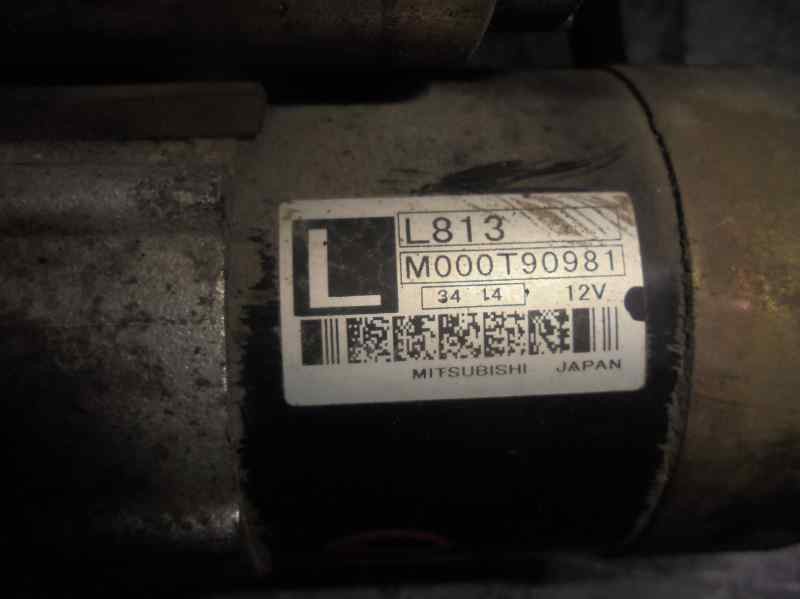 L
L813
M000T90981
34 14 12V
MITSUBISHI JAPAN